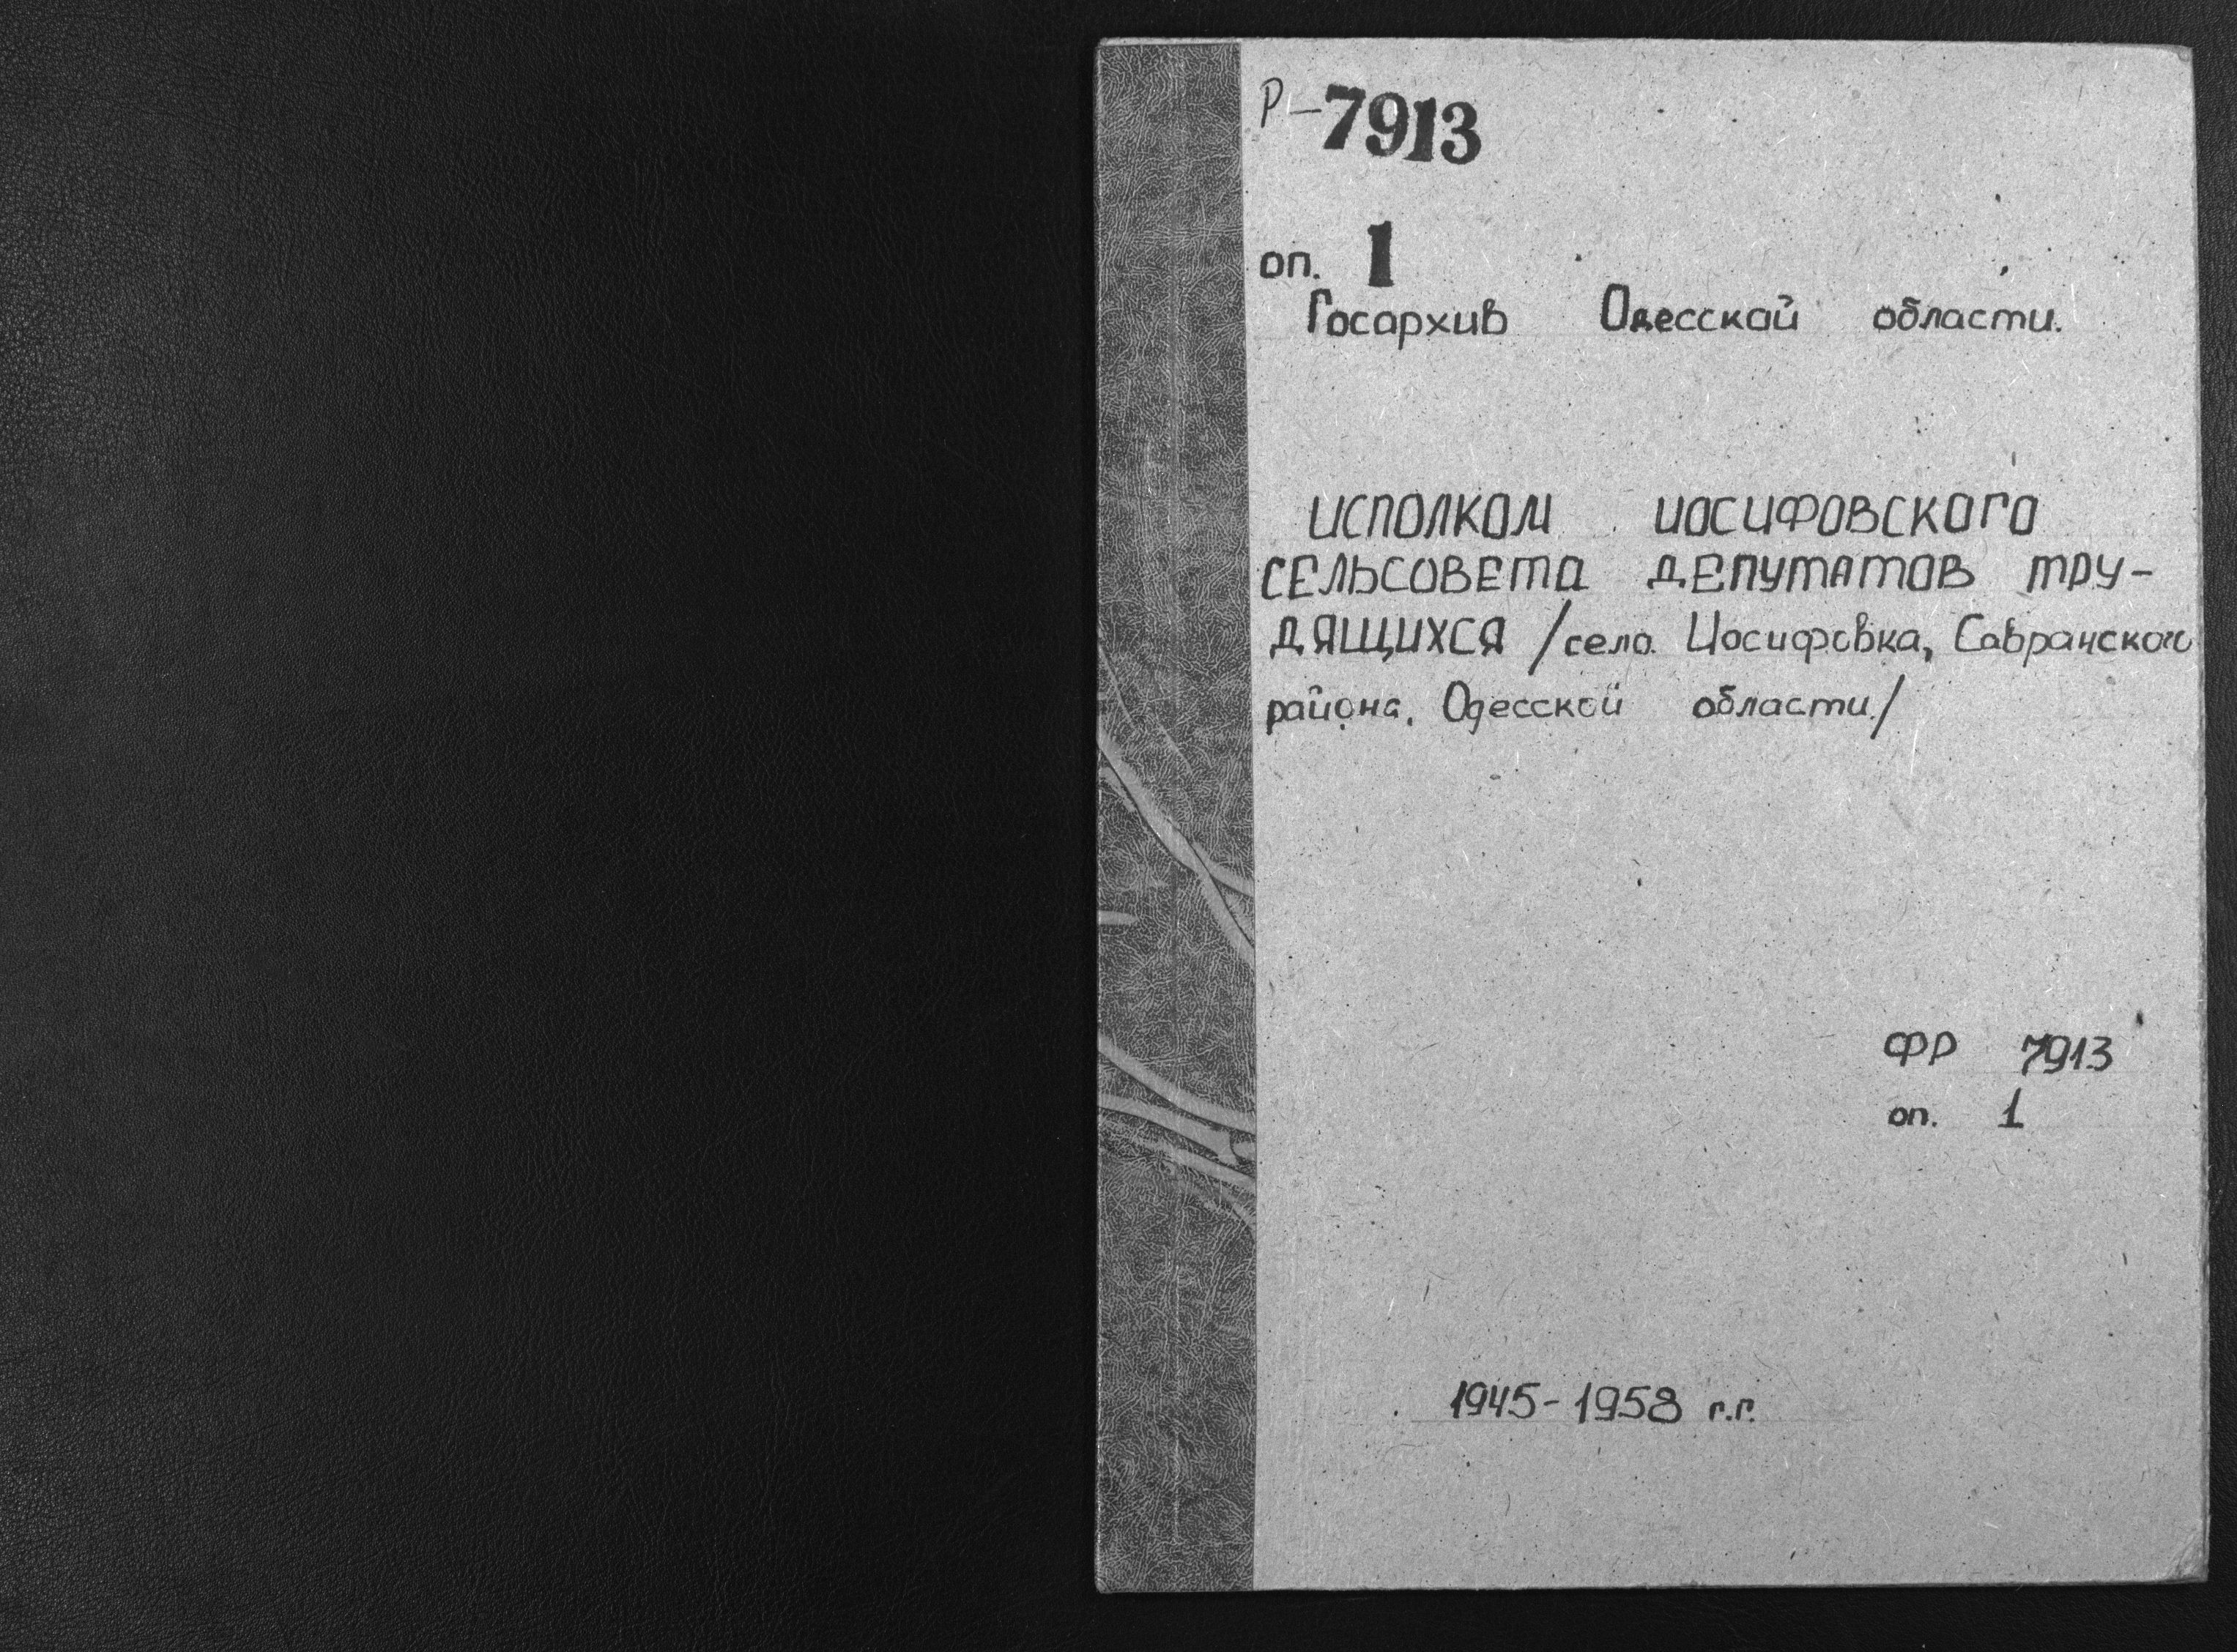 Р-7913
оп. 1
Госархив Одесской области.
ИСПОЛКОМ ИОСИФОВСКОГО
СЕЛЬСОВЕТА ДЕПУТАТОВ ТРУ-
ДЯЩИХСЯ /село Иосифовка, Савранского
района, Одесской области/
ФР 7913
оп. 1
1945-1958 г.г.